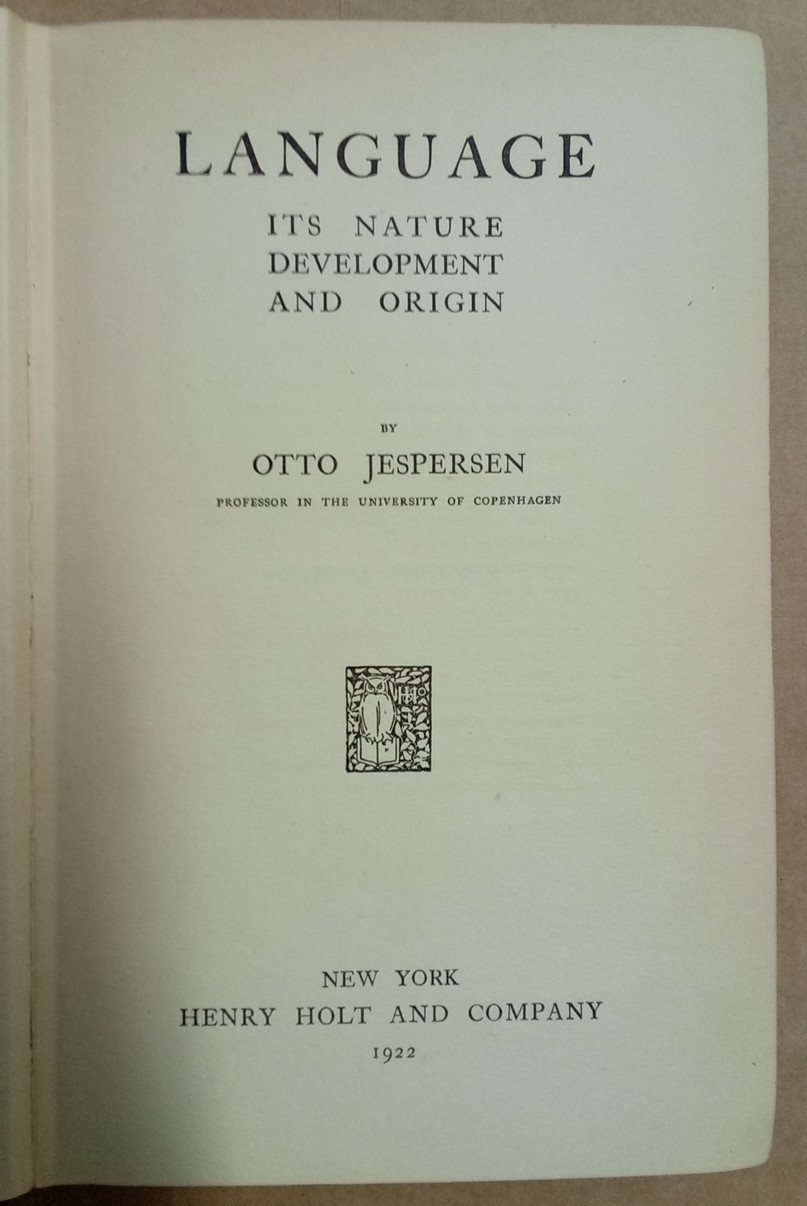 LANGUAGE
ITS NATURE
DEVELOPMENT
AND ORIGIN
BY
OTTO JESPERSEN
PROFESSOR IN THE UNIVERSITY OF COPENHAGEN
NEW YORK
HENRY HOLT AND COMPANY
1922